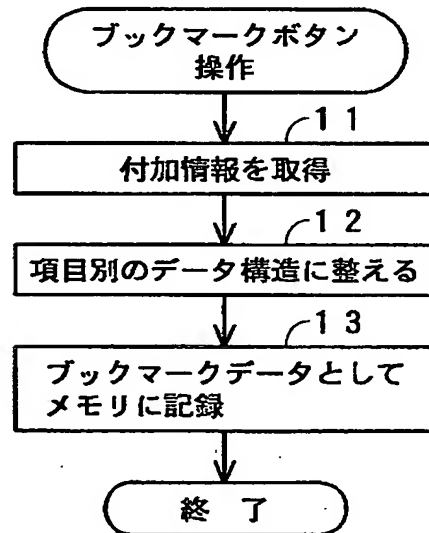 ブックマークボタン
操作
11
付加情報を取得
12
項目別のデータ構造に整える
13
ブックマークデータとして
メモリに記録
終 了